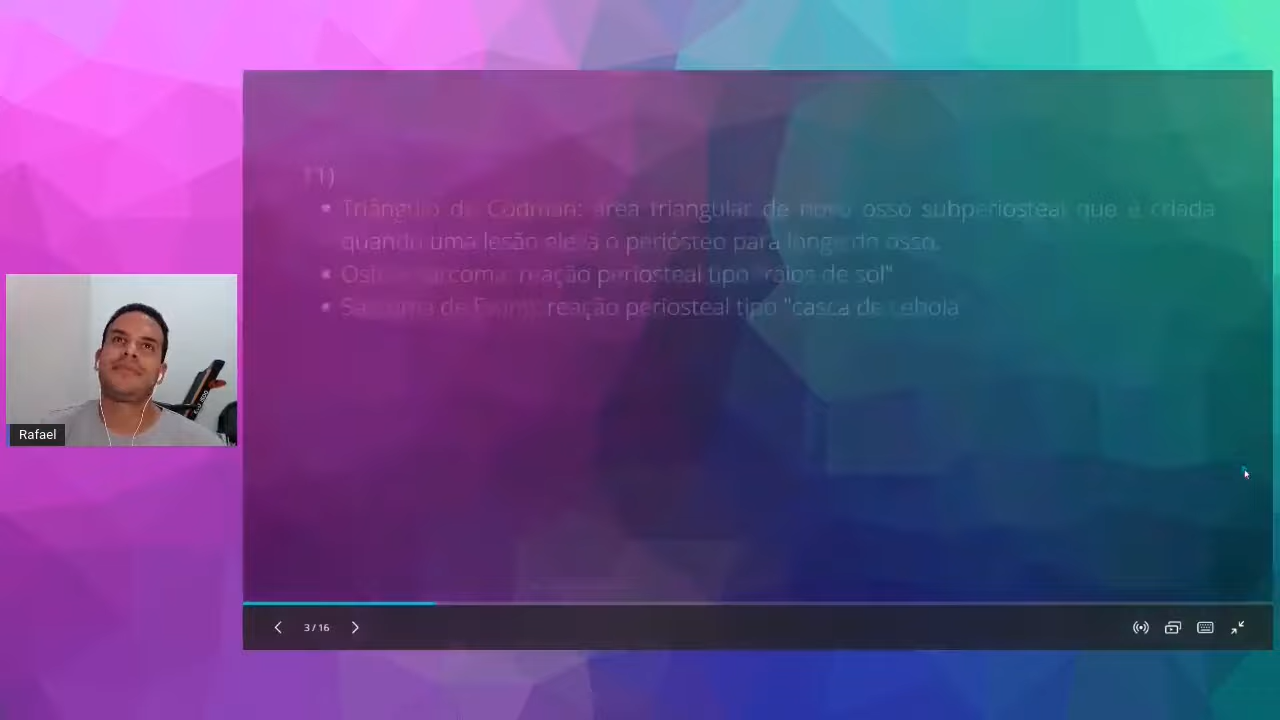 11)
• Triângulo de Codman: área triangular de novo osso subperiosteal que é criada
quando uma lesão eleva o periósteo para longe do osso.
• Osteossarcoma: reação periosteal tipo "raios de sol"
• Sarcoma de Ewing: reação periosteal tipo "casca de cebola
Rafael
3 / 16